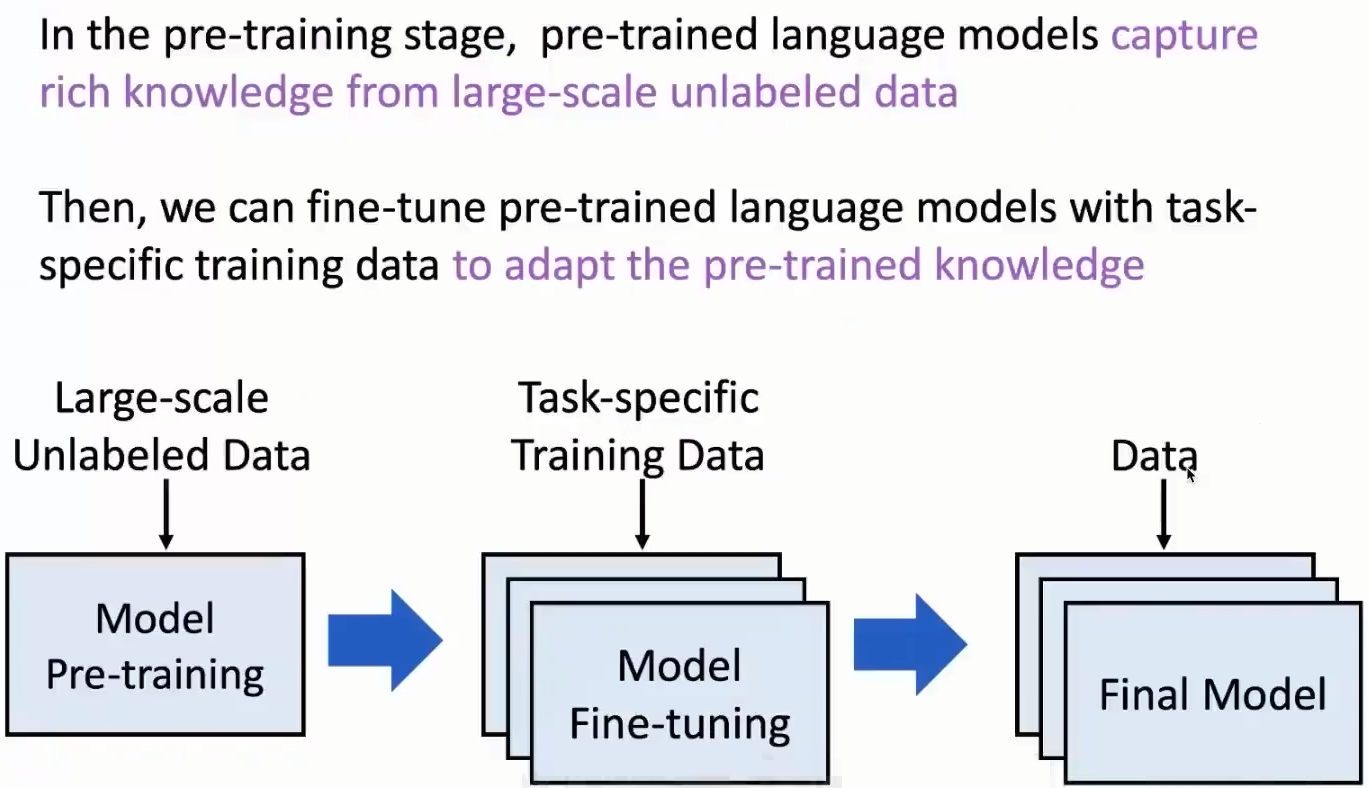 In the pre-training stage,  pre-trained language models capture
rich knowledge from large-scale unlabeled data
Then, we can fine-tune pre-trained language models with task-
specific training data to adapt the pre-trained knowledge
Large-scale
Unlabeled Data
Task-specific
Training Data
Data
Model
Pre-training
Model
Fine-tuning
Final Model